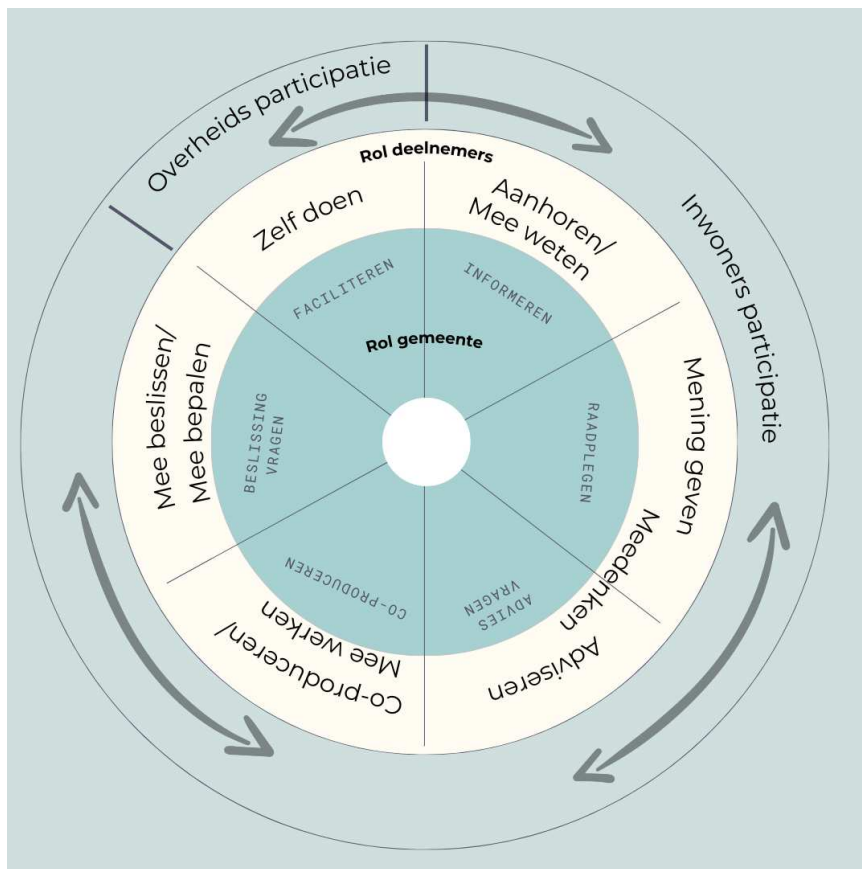 Overheids participatie
Inwoners participatie
Rol deelnemers
Zelf doen
Aanhoren/
Mee weten
Mening geven
Meedenken
Adviseren
Co-produceren/
Mee werken
Mee beslissen/
Mee bepalen
Rol gemeente
FACILITEREN
INFORMEREN
RAADPLEGEN
ADVIES
VRAGEN
CO-PRODUCEREN
BESLISSING
VRAGEN